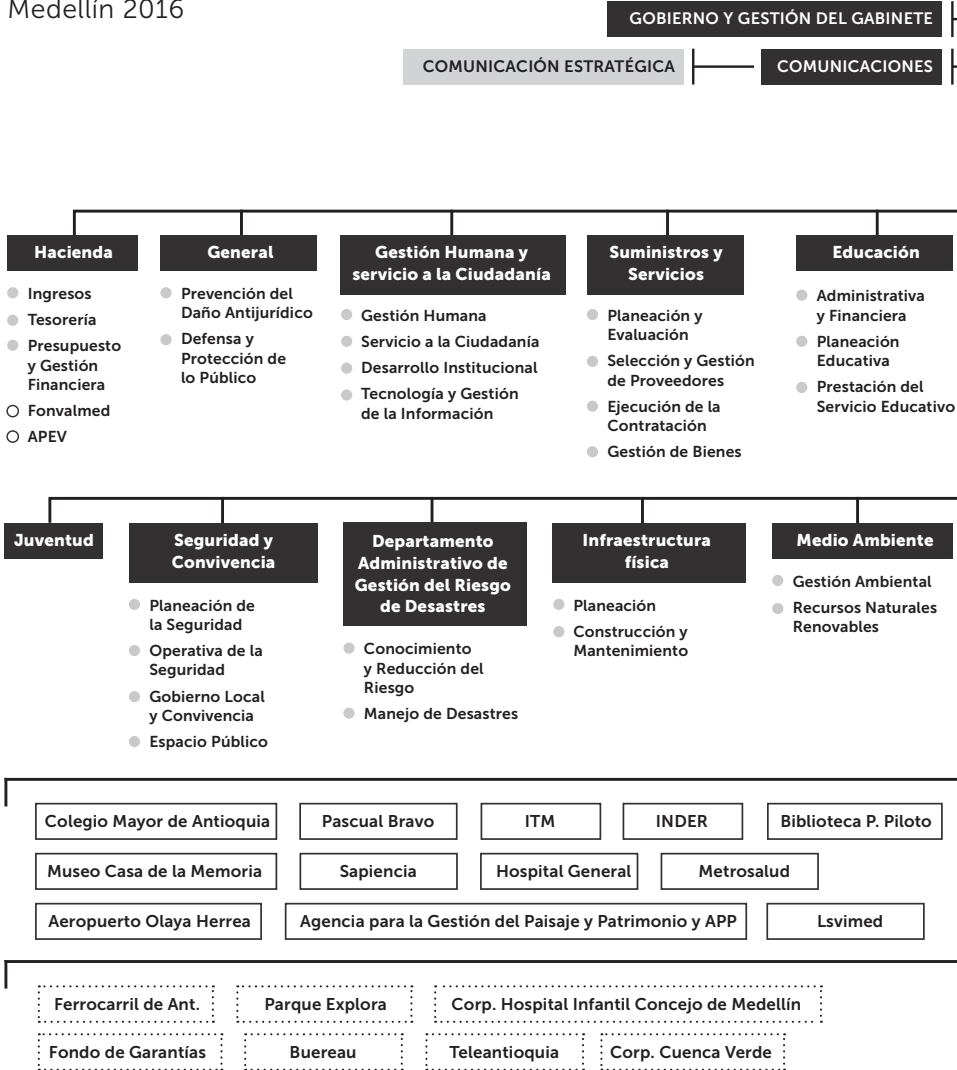 Medellín 2016
GOBIERNO Y GESTIÓN DEL GABINETE
COMUNICACIÓN ESTRATÉGICA
COMUNICACIONES
Hacienda
Ingresos
Tesorería
Presupuesto
y Gestión
Financiera
Fonvalmed
APEV
General
Prevención del
Daño Antijurídico
Defensa y
Protección de
lo Público
Gestión Humana y
servicio a la Ciudadanía
Gestión Humana
Servicio a la Ciudadanía
Desarrollo Institucional
Tecnología y Gestión
de la Información
Suministros y
Servicios
Planeación y
Evaluación
Selección y Gestión
de Proveedores
Ejecución de la
Contratación
Gestión de Bienes
Educación
Administrativa
y Financiera
Planeación
Educativa
Prestación del
Servicio Educativo
Juventud
Seguridad y
Convivencia
Planeación de
la Seguridad
Operativa de la
Seguridad
Gobierno Local
y Convivencia
Espacio Público
Departamento
Administrativo de
Gestión del Riesgo
de Desastres
Conocimiento
y Reducción del
Riesgo
Manejo de Desastres
Infraestructura
física
Planeación
Construcción y
Mantenimiento
Medio Ambiente
Gestión Ambiental
Recursos Naturales
Renovables
Colegio Mayor de Antioquia
Pascual Bravo
ITM
INDER
Biblioteca P. Piloto
Museo Casa de la Memoria
Sapiencia
Hospital General
Metrosalud
Aeropuerto Olaya Herrea
Agencia para la Gestión del Paisaje y Patrimonio y APP
Lsvimed
Ferrocarril de Ant.
Parque Explora
Corp. Hospital Infantil Concejo de Medellín
Fondo de Garantías
Buereau
Teleantioquia
Corp. Cuenca Verde